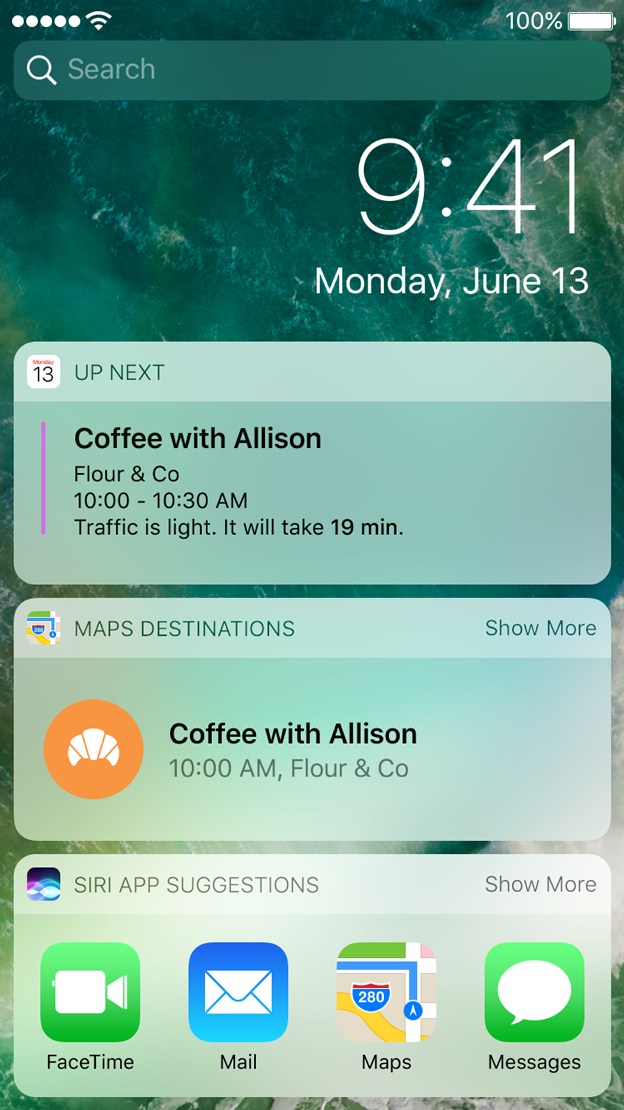 100%
Search
9:41
Monday, June 13
Monday
13
UP NEXT
Coffee with Allison
Flour & Co
10:00 - 10:30 AM
Traffic is light. It will take 19 min.
280
MAPS DESTINATIONS
Show More
Coffee with Allison
10:00 AM, Flour & Co
SIRI APP SUGGESTIONS
Show More
280
FaceTime
Mail
Maps
Messages